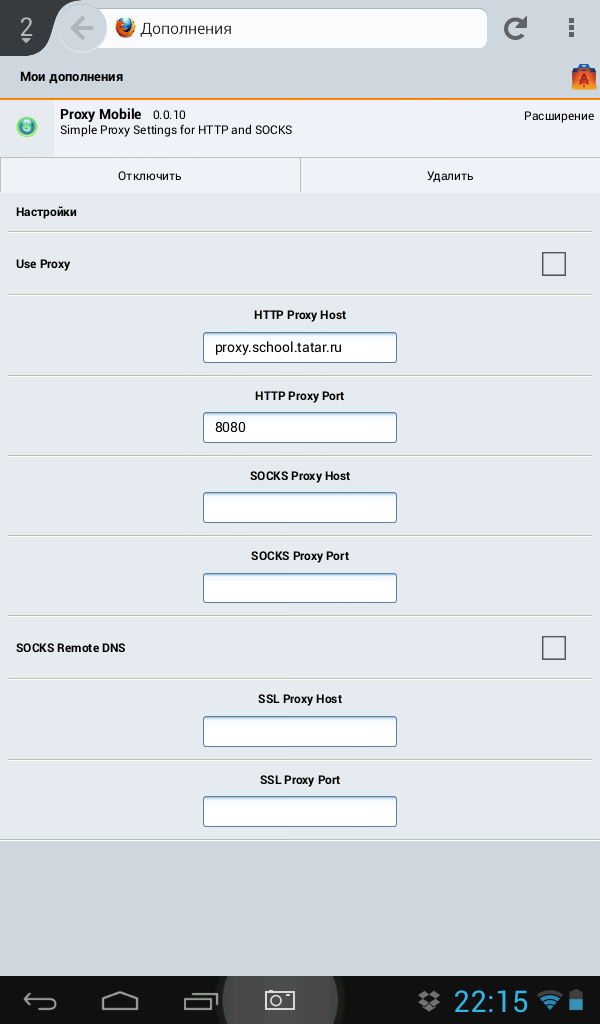 2
Дополнения
Мои дополнения
Proxy Mobile 0.0.10
Расширение
Simple Proxy Settings for HTTP and SOCKS
Отключить
Удалить
Настройки
Use Proxy
HTTP Proxy Host
proxy.school.tatar.ru
HTTP Proxy Port
8080
SOCKS Proxy Host
SOCKS Proxy Port
SOCKS Remote DNS
SSL Proxy Host
SSL Proxy Port
22:15